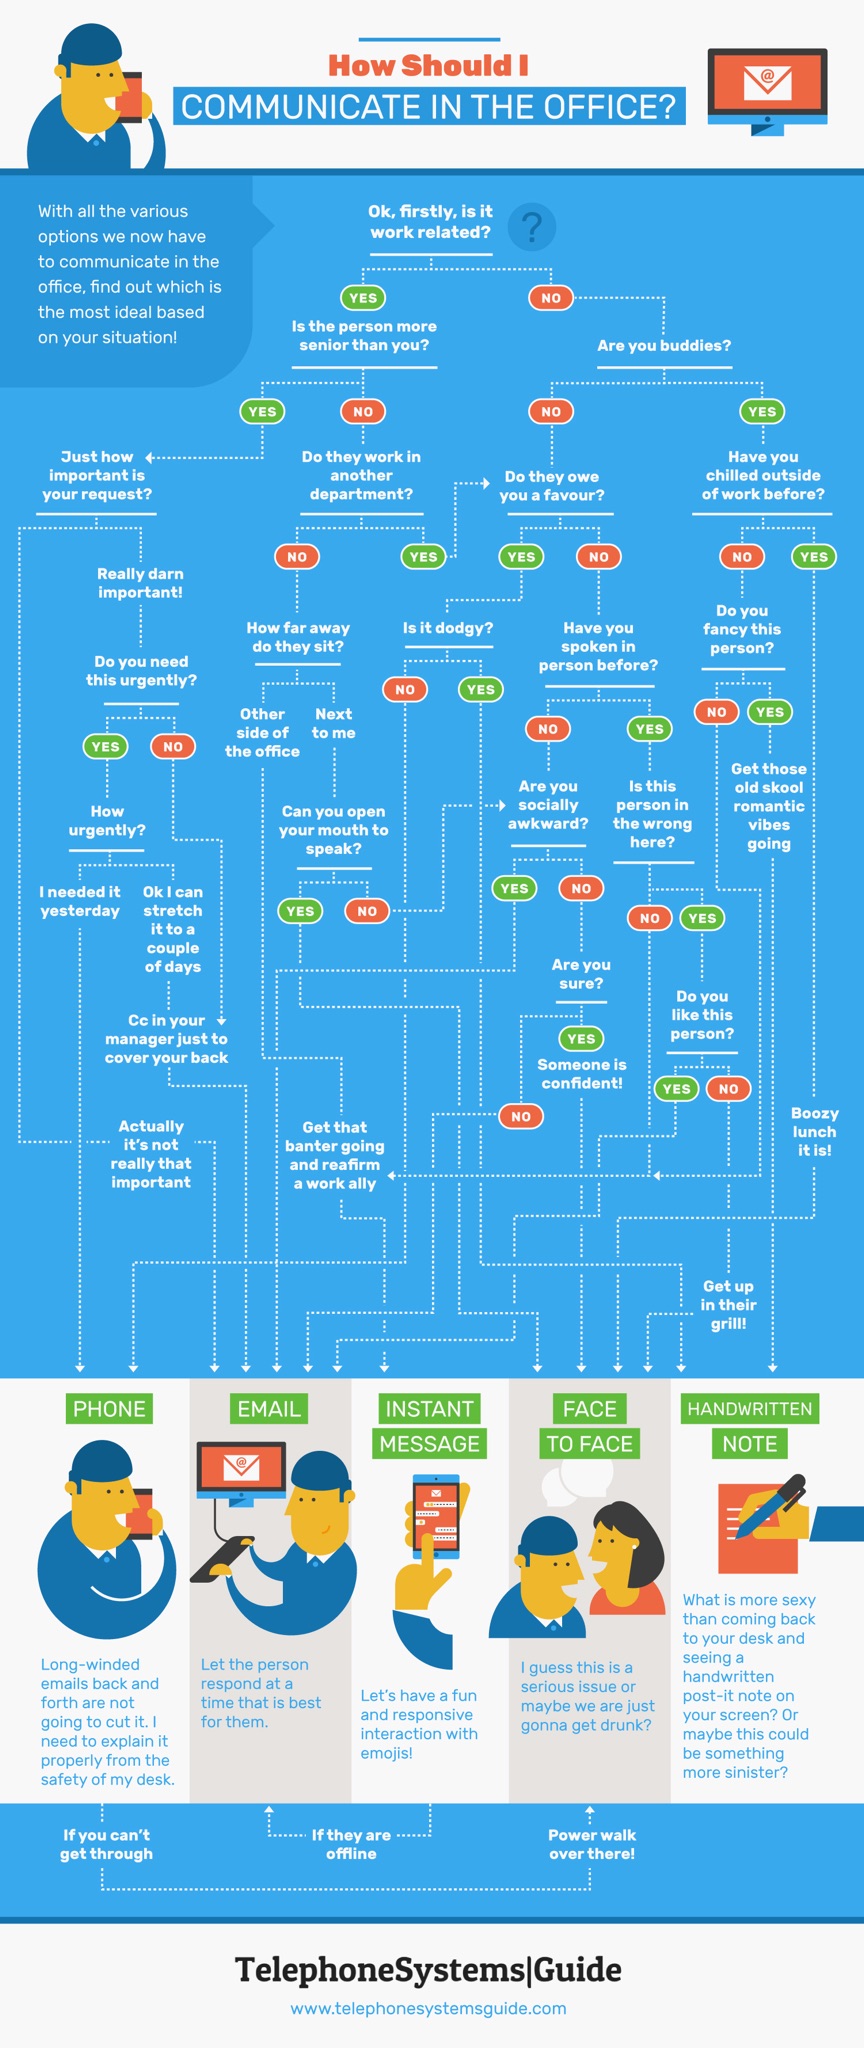 How Should I
COMMUNICATE IN THE OFFICE?
@
With all the various
options we now have
to communicate in the
office, find out which is
the most ideal based
on your situation!
Ok, firstly, is it
work related?
?
YES
NO
Is the person more
senior than you?
Are you buddies?
YES
NO
NO
YES
Just how
important is
your request?
Do they work in
another
department?
Do they owe
you a favour?
Have you
chilled outside
of work before?
NO
YES
YES
NO
NO
YES
Really darn
important!
How far away
do they sit?
Is it dodgy?
Have you
spoken in
person before?
Do you
fancy this
person?
Do you need
this urgently?
NO
YES
NO
YES
Other
side of
the office
Next
to me
NO
YES
YES
NO
How
urgently?
Can you open
your mouth to
speak?
Are you
socially
awkward?
Is this
person in
the wrong
here?
Get those
old skool
romantic
vibes
going
I needed it
yesterday
Ok I can
stretch
it to a
couple
of days
YES
NO
YES
NO
NO
YES
Are you
sure?
Do you
like this
person?
Cc in your
manager just to
cover your back
YES
Someone is
confident!
YES
NO
NO
Actually
it's not
really that
important
Get that
banter going
and reafirm
a work ally
Boozy
lunch
it is!
Get up
in their
grill!
PHONE
EMAIL
INSTANT
MESSAGE
FACE
TO FACE
HANDWRITTEN
NOTE
@
Long-winded
emails back and
forth are not
going to cut it. I
need to explain it
properly from the
safety of my desk.
Let the person
respond at a
time that is best
for them.
Let's have a fun
and responsive
interaction with
emojis!
I guess this is a
serious issue or
maybe we are just
gonna get drunk?
What is more sexy
than coming back
to your desk and
seeing a
handwritten
post-it note on
your screen? Or
maybe this could
be something
more sinister?
If you can't
get through
If they are
offline
Power walk
over there!
TelephoneSystems|Guide
www.telephonesystemsguide.com